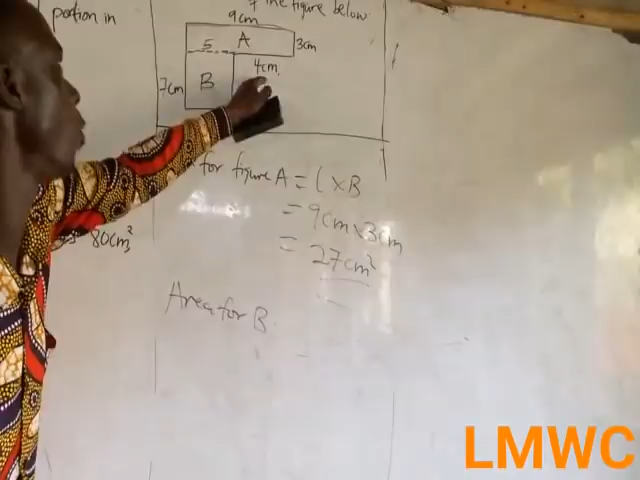 portion in
the figure below
9cm
5
A
3cm
4cm
7cm
B
for figure A = L x B
= 9cm x 3cm
= 27cm²
80cm²
Area for B
LMWC